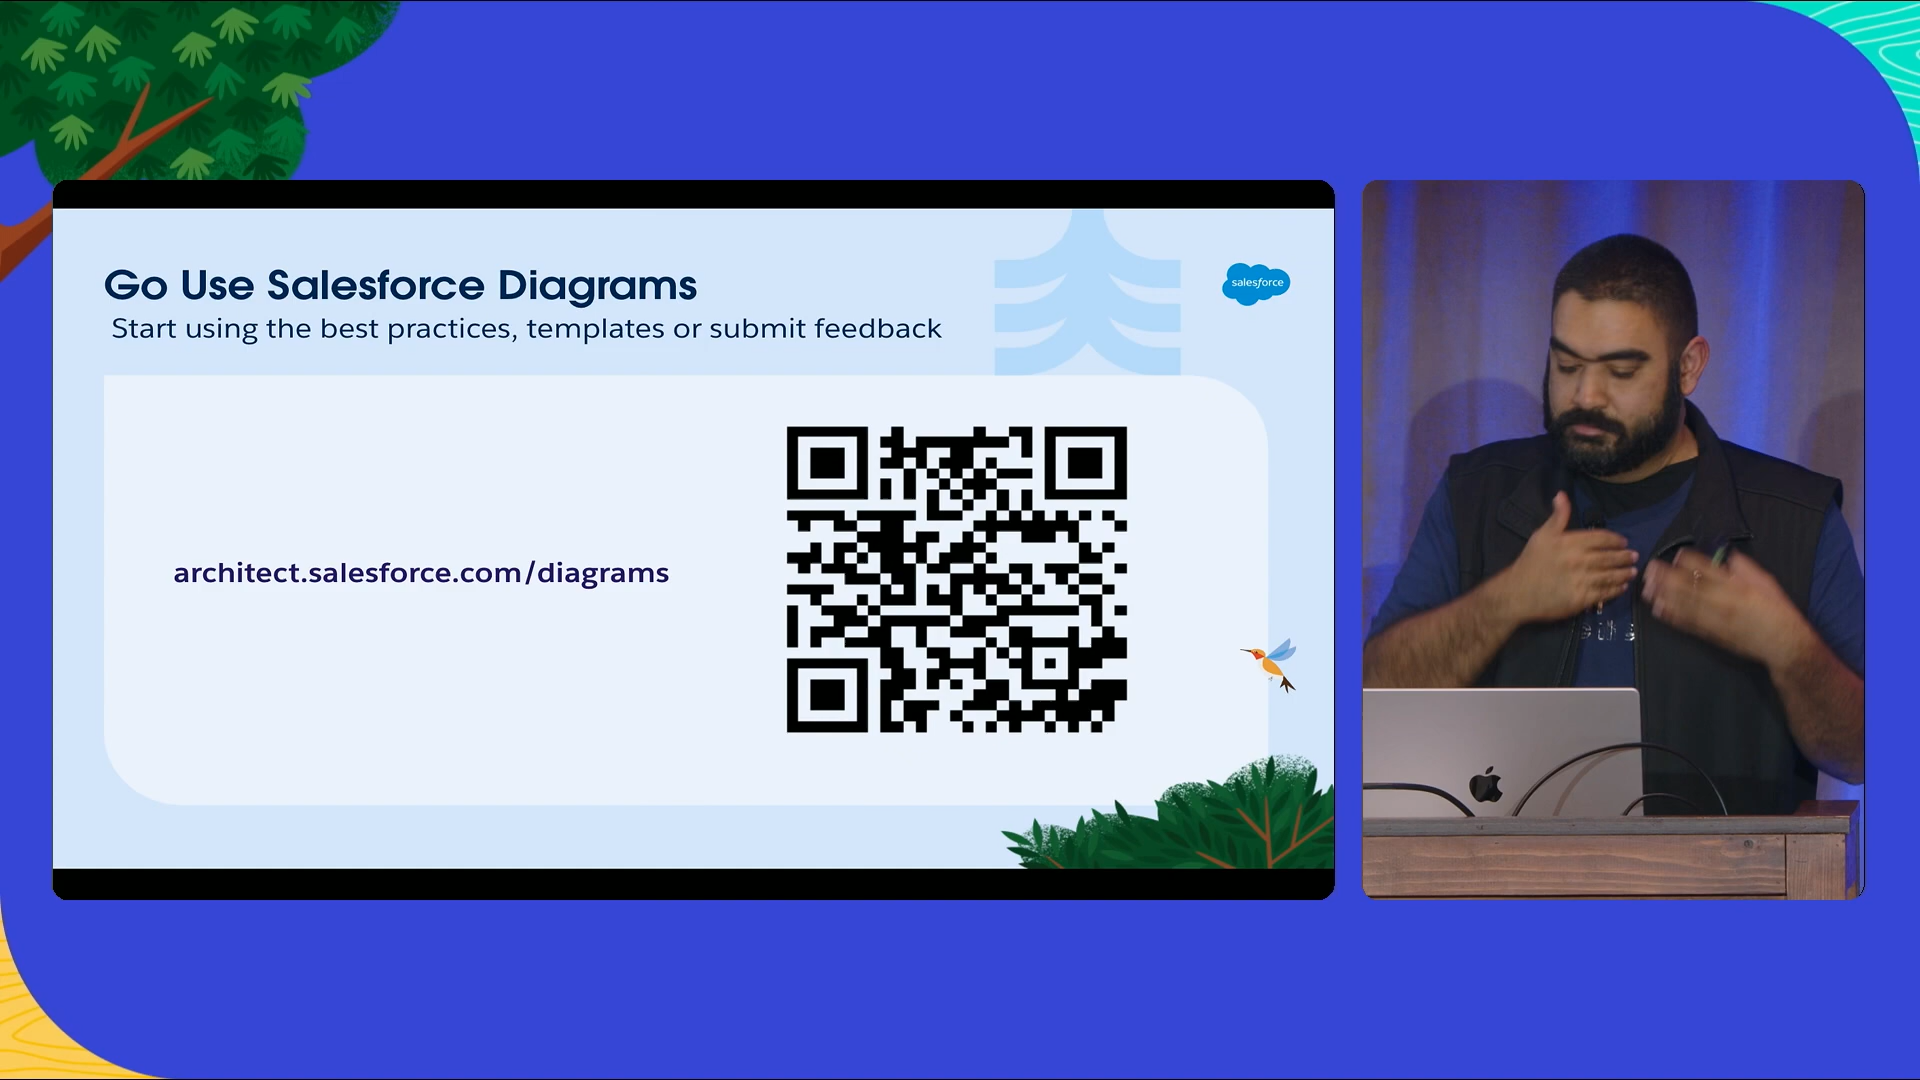 Go Use Salesforce Diagrams
Start using the best practices, templates or submit feedback
salesforce
architect.salesforce.com/diagrams